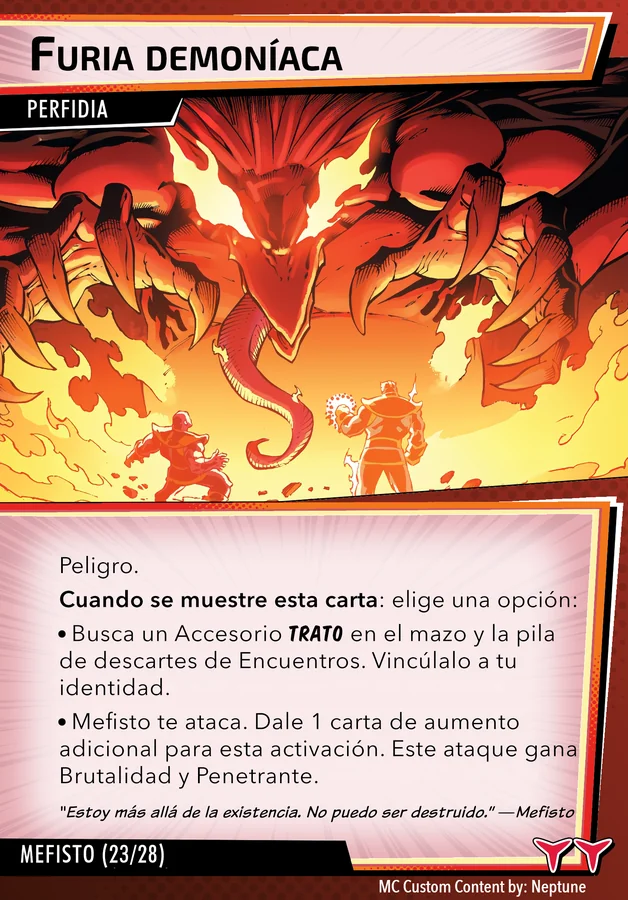 FURIA DEMONÍACA
PERFIDIA
Peligro.
Cuando se muestre esta carta: elige una opción:
• Busca un Accesorio TRATO en el mazo y la pila
de descartes de Encuentros. Vincúlalo a tu
identidad.
• Mefisto te ataca. Dale 1 carta de aumento
adicional para esta activación. Este ataque gana
Brutalidad y Penetrante.
"Estoy más allá de la existencia. No puedo ser destruido." —Mefisto
MEFISTO (23/28)
MC Custom Content by: Neptune